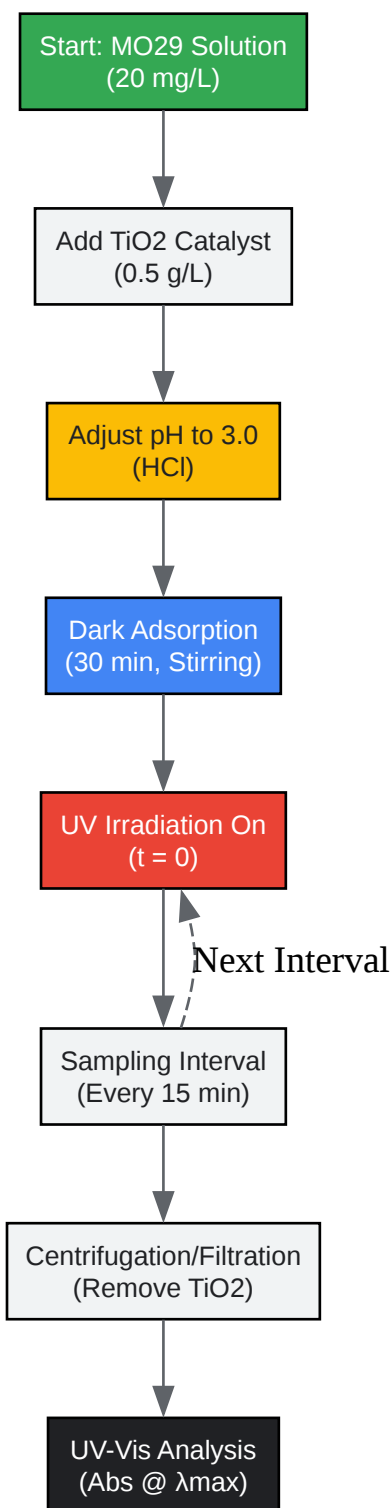 Start: MO29 Solution
(20 mg/L)
Add TiO2 Catalyst
(0.5 g/L)
Adjust pH to 3.0
(HCl)
Dark Adsorption
(30 min, Stirring)
UV Irradiation On
(t = 0)
Next Interval
Sampling Interval
(Every 15 min)
Centrifugation/Filtration
(Remove TiO2)
UV-Vis Analysis
(Abs @ λmax)